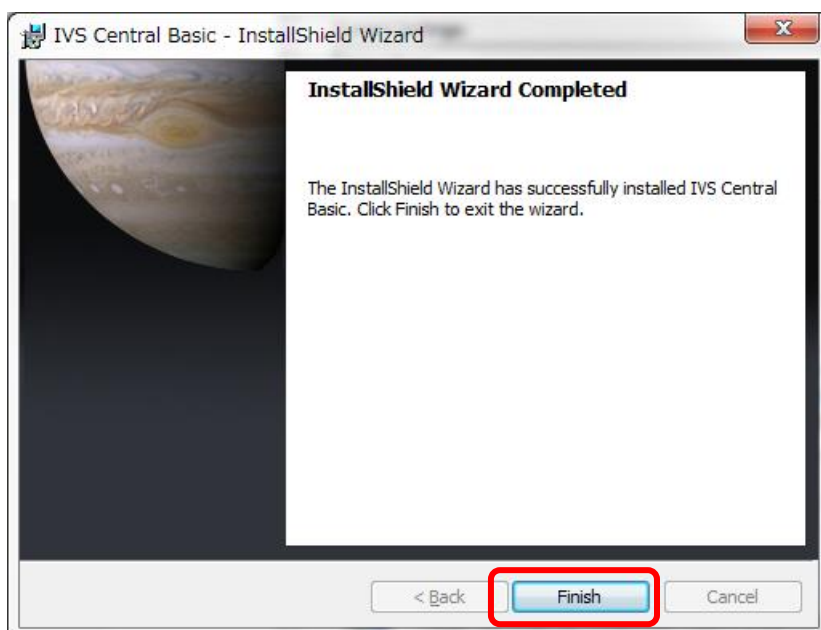 IVS Central Basic - InstallShield Wizard
InstallShield Wizard Completed
The InstallShield Wizard has successfully installed IVS Central
Basic. Click Finish to exit the wizard.
< Back
Finish
Cancel